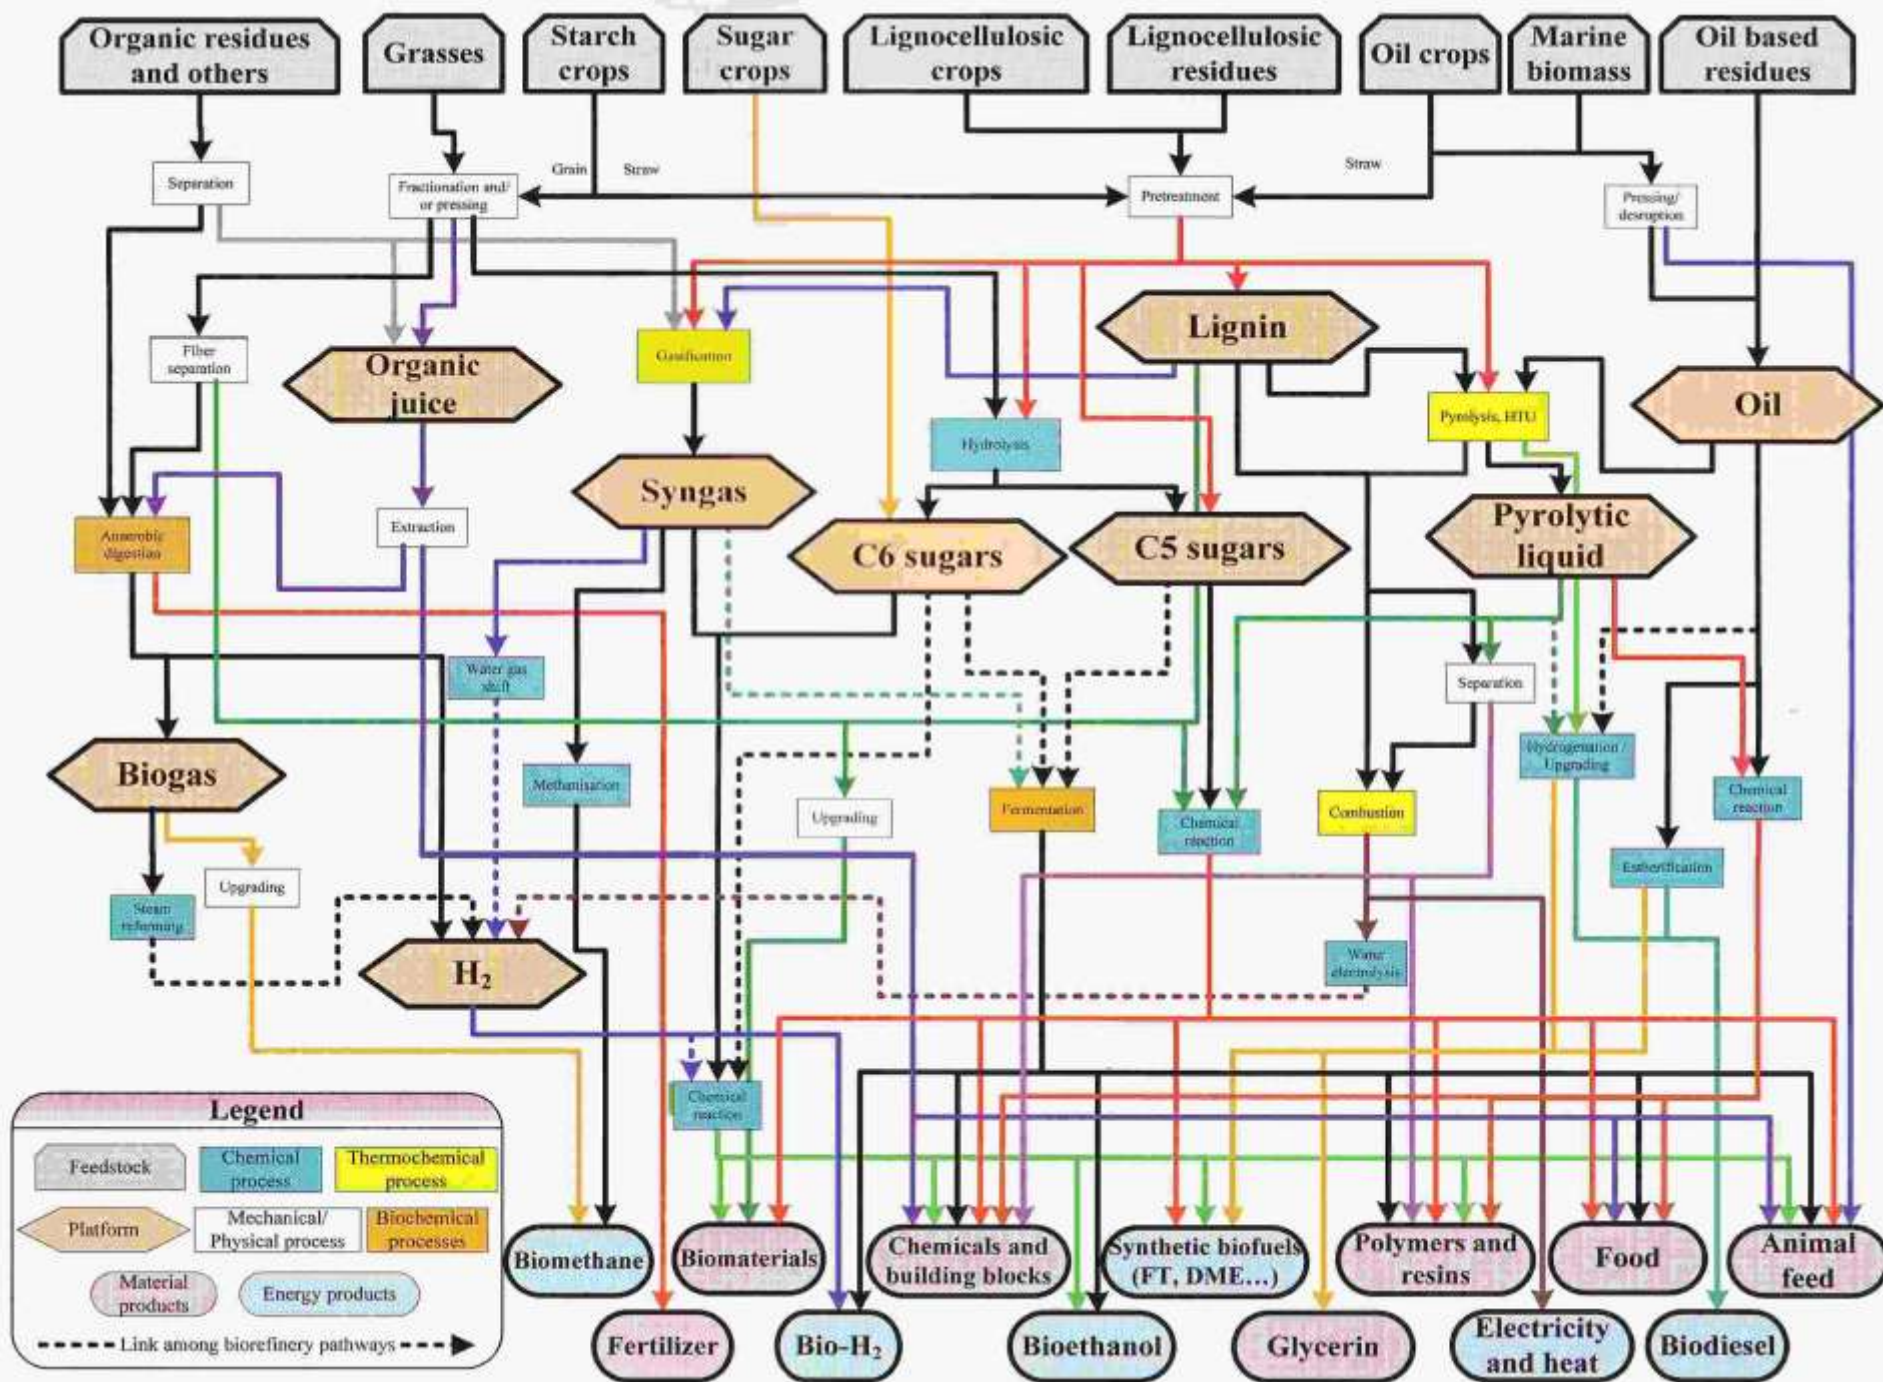 Organic residues
and others
Grasses
Starch
crops
Sugar
crops
Lignocellulosic
crops
Lignocellulosic
residues
Oil crops
Marine
biomass
Oil based
residues
Separation
Fractionation and/
or pressing
Grain
Straw
Pretreatment
Straw
Pressing/
desruption
Fiber
separation
Organic
juice
Gasification
Lignin
Pyrolysis, HTU
Oil
Hydrolysis
Syngas
C6 sugars
C5 sugars
Pyrolytic
liquid
Anaerobic
digestion
Extraction
Water gas
shift
Separation
Biogas
Methanisation
Upgrading
Fermentation
Chemical
reaction
Combustion
Hydrogenation /
Upgrading
Chemical
reaction
Estherification
Upgrading
Steam
reforming
H2
Water
electrolysis
Chemical
reaction
Legend
Feedstock
Chemical
process
Thermochemical
process
Platform
Mechanical/
Physical process
Biochemical
processes
Material
products
Energy products
Link among biorefinery pathways
Biomethane
Biomaterials
Chemicals and
building blocks
Synthetic biofuels
(FT, DME...)
Polymers and
resins
Food
Animal
feed
Fertilizer
Bio-H2
Bioethanol
Glycerin
Electricity
and heat
Biodiesel